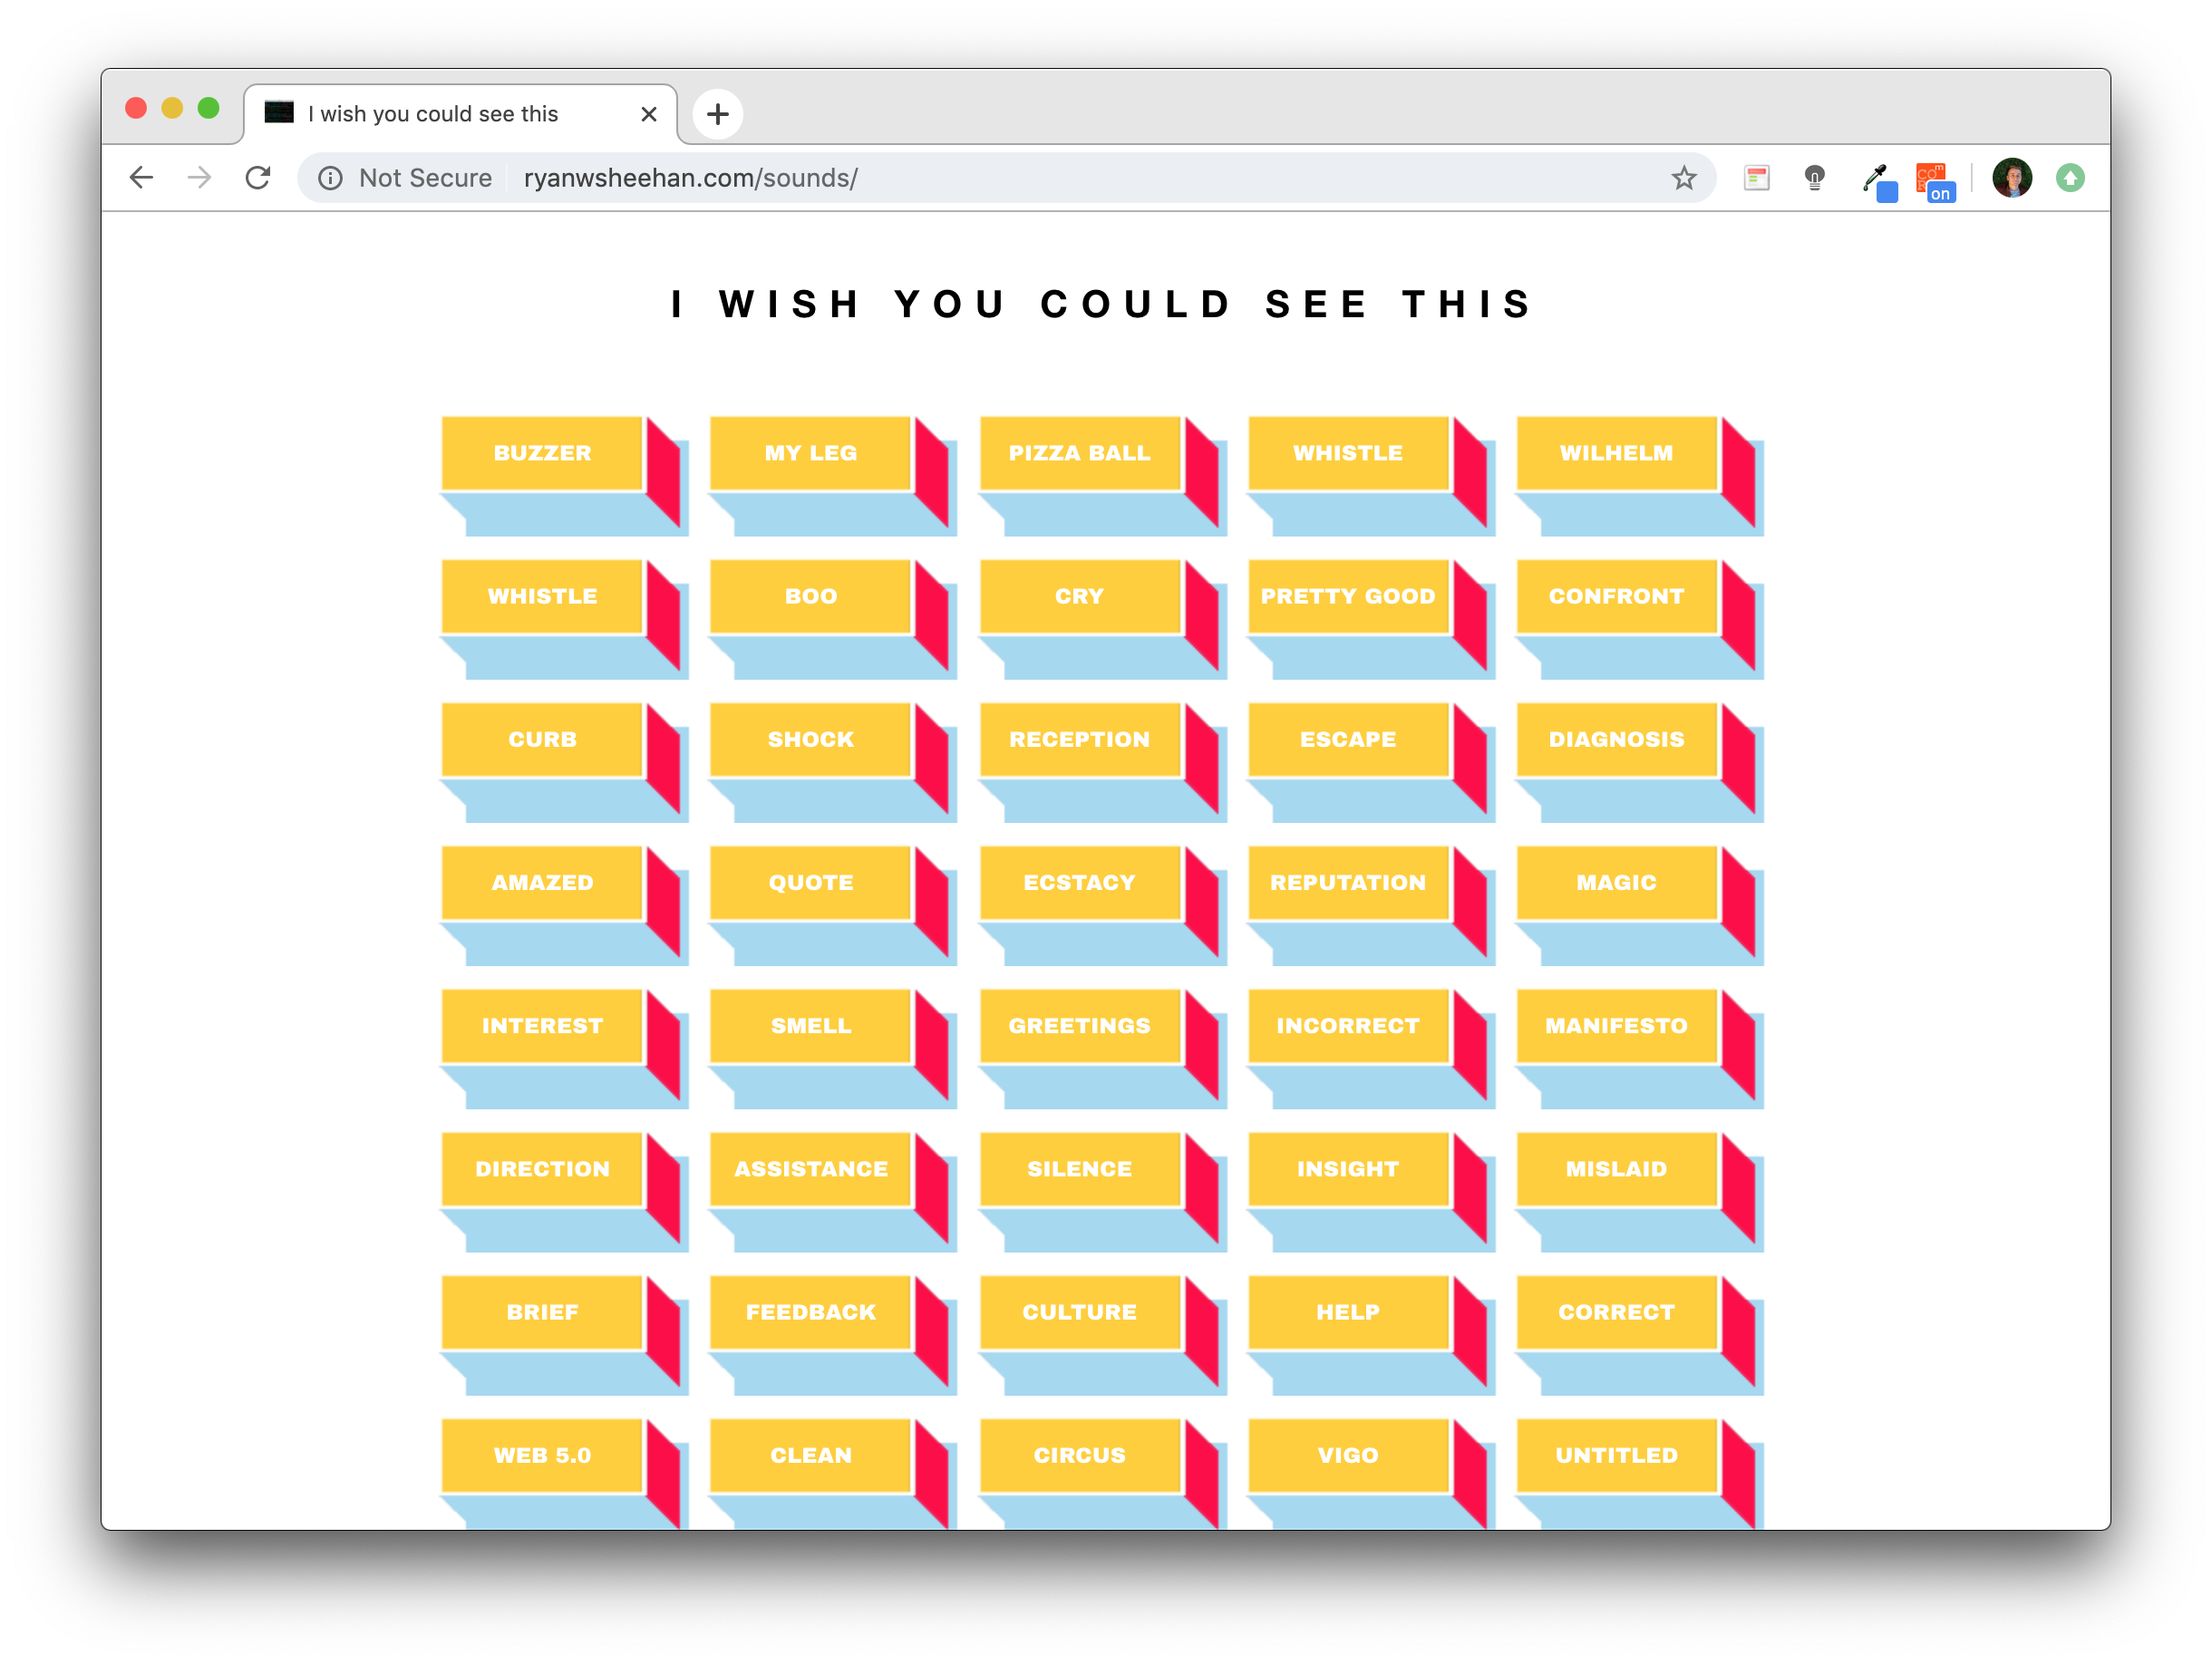 I wish you could see this
Not Secure ryanwsheehan.com/sounds/
on
I WISH YOU COULD SEE THIS
BUZZER MY LEG PIZZA BALL WHISTLE WILHELM
WHISTLE BOO CRY PRETTY GOOD CONFRONT
CURB SHOCK RECEPTION ESCAPE DIAGNOSIS
AMAZED QUOTE ECSTACY REPUTATION MAGIC
INTEREST SMELL GREETINGS INCORRECT MANIFESTO
DIRECTION ASSISTANCE SILENCE INSIGHT MISLAID
BRIEF FEEDBACK CULTURE HELP CORRECT
WEB 5.0 CLEAN CIRCUS VIGO UNTITLED